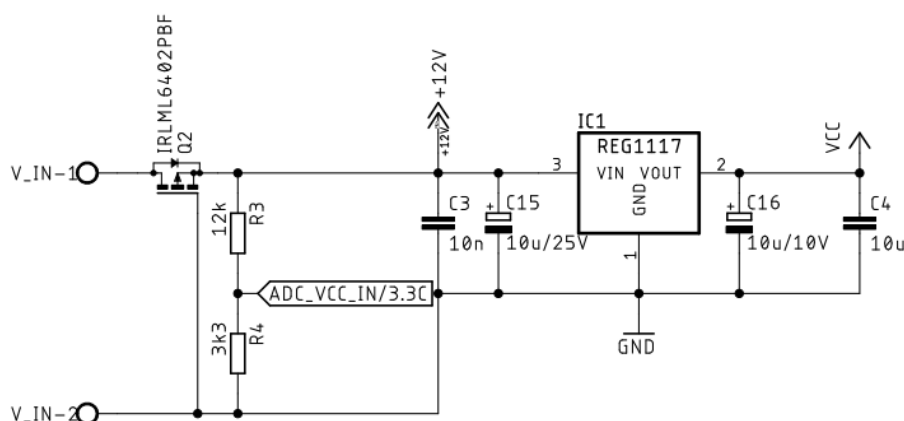 IRLML6402PBF
Q2
V_IN-1
+12V
+12V
IC1
REG1117
VIN VOUT
GND
3
2
1
VCC
12k
R3
C3
10n
C15
+
10u/25V
C16
+
10u/10V
C4
10u
ADC_VCC_IN/3.3C
3k3
R4
GND
V_IN-2